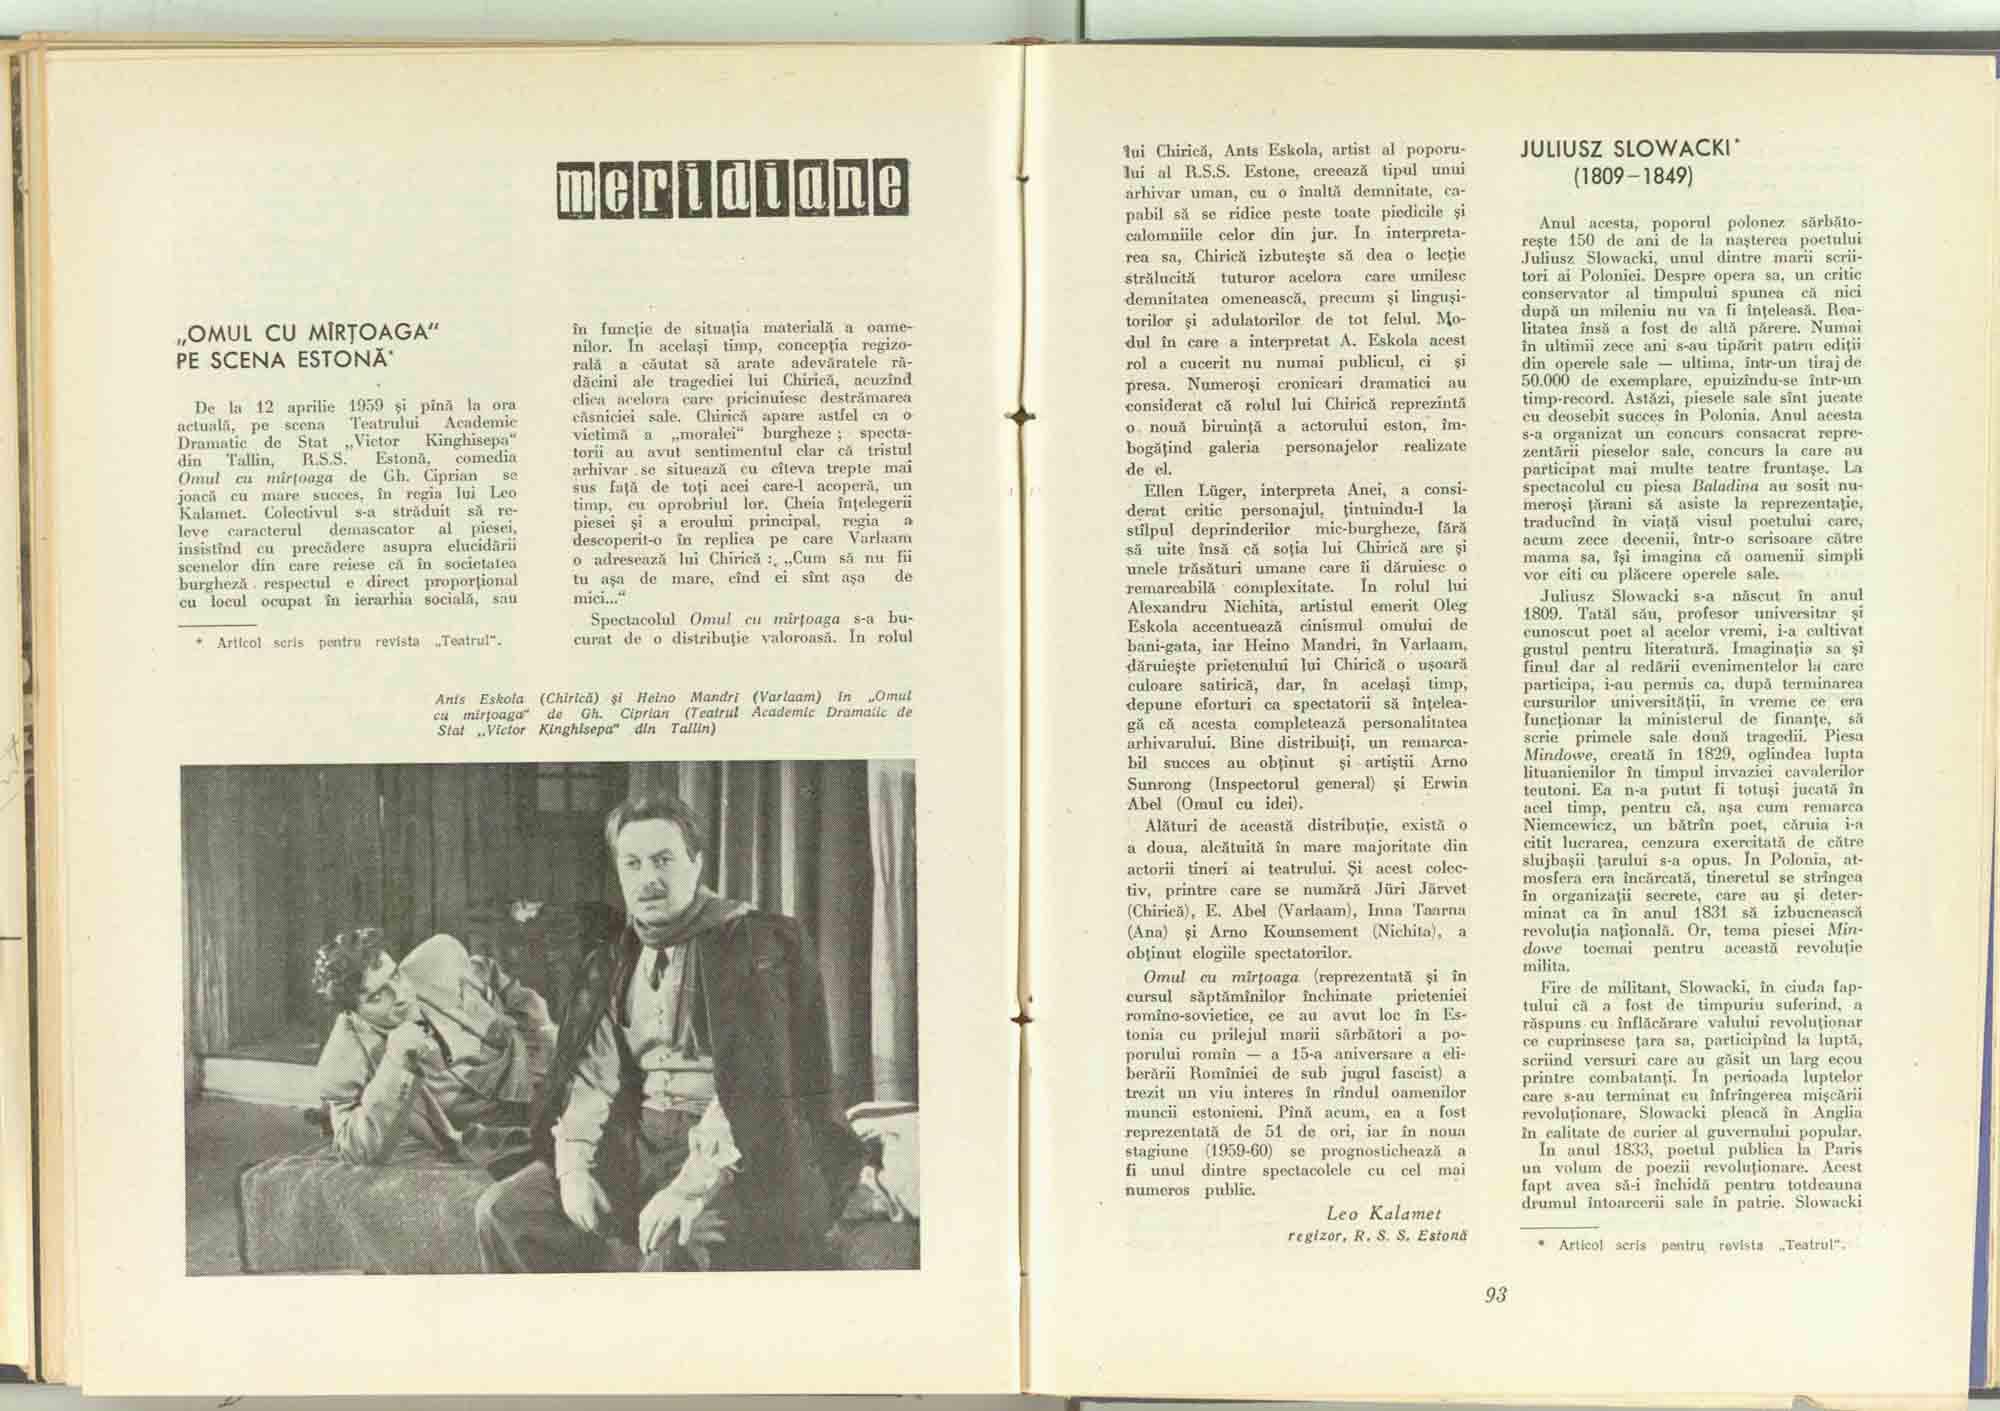 meridiane
„OMUL CU MÎRȚOAGA“
PE SCENA ESTONĂ*
De la 12 aprilie 1959 și pînă la ora
actuală, pe scena Teatrului Academic
Dramatic de Stat „Victor Kinghisepa“
din Tallin, R.S.S. Estonă, comedia
Omul cu mîrțoaga de Gh. Ciprian se
joacă cu mare succes, în regia lui Leo
Kalamet. Colectivul s-a străduit să re-
leve caracterul demascator al piesei,
insistînd cu precădere asupra elucidării
scenelor din care reiese că în societatea
burgheză respectul e direct proporțional
cu locul ocupat în ierarhia socială, sau
* Articol scris pentru revista „Teatrul“.
în funcție de situația materială a oame-
nilor. In același timp, concepția regizo-
rală a căutat să arate adevăratele ră-
dăcini ale tragediei lui Chirică, acuzînd
clica acelora care pricinuiesc destrămarea
căsniciei sale. Chirică apare astfel ca o
victimă a „moralei“ burgheze ; specta-
torii au avut sentimentul clar că tristul
arhivar se situează cu cîteva trepte mai
sus față de toți acei care-l acoperă, un
timp, cu oprobriul lor. Cheia înțelegerii
piesei și a eroului principal, regia a
descoperit-o în replica pe care Varlaam
o adresează lui Chirică : „Cum să nu fii
tu așa de mare, cînd ei sînt așa de
mici...“
Spectacolul Omul cu mîrțoaga s-a bu-
curat de o distribuție valoroasă. In rolul
Ants Eskola (Chirică) și Heino Mandri (Varlaam) în „Omul
cu mîrțoaga“ de Gh. Ciprian (Teatrul Academic Dramatic de
Stat „Victor Kinghisepa“ din Tallin)
lui Chirică, Ants Eskola, artist al poporu-
lui al R.S.S. Estone, creează tipul unui
arhivar uman, cu o înaltă demnitate, ca-
pabil să se ridice peste toate piedicile și
calomniile celor din jur. In interpreta-
rea sa, Chirică izbutește să dea o lecție
strălucită tuturor acelora care umilesc
demnitatea omenească, precum și lingusi-
torilor și adulatorilor de tot felul. Mo-
dul în care a interpretat A. Eskola acest
rol a cucerit nu numai publicul, ci și
presa. Numeroși cronicari dramatici au
considerat că rolul lui Chirică reprezintă
o nouă biruință a actorului eston, îm-
bogățind galeria personajelor realizate
de el.
Ellen Lüger, interpreta Anei, a consi-
derat critic personajul, țintuindu-l la
stîlpul deprinderilor mic-burgheze, fără
să uite însă că soția lui Chirică are și
unele trăsături umane care îi dăruiesc o
remarcabilă complexitate. În rolul lui
Alexandru Nichita, artistul emerit Oleg
Eskola accentuează cinismul omului de
bani-gata, iar Heino Mandri, în Varlaam,
dăruiește prietenului lui Chirică o ușoară
culoare satirică, dar, în același timp,
depune eforturi ca spectatorii să înțelea-
gă că acesta completează personalitatea
arhivarului. Bine distribuiți, un remarca-
bil succes au obținut și artiștii Arno
Sunrong (Inspectorul general) și Erwin
Abel (Omul cu idei).
Alături de această distribuție, există o
a doua, alcătuită în mare majoritate din
actorii tineri ai teatrului. Și acest colec-
tiv, printre care se numără Jüri Järvet
(Chirică), E. Abel (Varlaam), Inna Taarna
(Ana) și Arno Kounsement (Nichita), a
obținut elogiile spectatorilor.
Omul cu mîrțoaga (reprezentată și în
cursul săptămînilor închinate prieteniei
romîno-sovietice, ce au avut loc în Es-
tonia cu prilejul marii sărbători a po-
porului romîn — a 15-a aniversare a eli-
berării Romîniei de sub jugul fascist) a
trezit un viu interes în rîndul oamenilor
muncii estonieni. Pînă acum, ea a fost
reprezentată de 51 de ori, iar în noua
stagiune (1959-60) se prognostichează a
fi unul dintre spectacolele cu cel mai
numeros public.
Leo Kalamet
regizor, R. S. S. Estonă
JULIUSZ SLOWACKI*
(1809—1849)
Anul acesta, poporul polonez sărbăto-
rește 150 de ani de la nașterea poetului
Juliusz Slowacki, unul dintre marii scrii-
tori ai Poloniei. Despre opera sa, un critic
conservator al timpului spunea că nici
după un mileniu nu va fi înțeleasă. Rea-
litatea însă a fost de altă părere. Numai
în ultimii zece ani s-au tipărit patru ediții
din operele sale — ultima, într-un tiraj de
50.000 de exemplare, epuizîndu-se într-un
timp-record. Astăzi, piesele sale sînt jucate
cu deosebit succes în Polonia. Anul acesta
s-a organizat un concurs consacrat repre-
zentării pieselor sale, concurs la care au
participat mai multe teatre fruntașe. La
spectacolul cu piesa Baladina au sosit nu-
meroși țărani să asiste la reprezentație,
traducînd în viață visul poetului care,
acum zece decenii, într-o scrisoare către
mama sa, își imagina că oamenii simpli
vor citi cu plăcere operele sale.
Juliusz Slowacki s-a născut în anul
1809. Tatăl său, profesor universitar și
cunoscut poet al acelor vremi, i-a cultivat
gustul pentru literatură. Imaginația sa și
finul dar al redării evenimentelor la care
participa, i-au permis ca, după terminarea
cursurilor universității, în vreme ce era
funcționar la ministerul de finanțe, să
scrie primele sale două tragedii. Piesa
Mindowe, creată în 1829, oglindea lupta
lituanienilor în timpul invaziei cavalerilor
teutoni. Ea n-a putut fi totuși jucată în
acel timp, pentru că, așa cum remarca
Niemcewicz, un bătrîn poet, căruia i-a
citit lucrarea, cenzura exercitată de către
slujbașii țarului s-a opus. În Polonia, at-
mosfera era încărcată, tineretul se strîngea
în organizații secrete, care au și deter-
minat ca în anul 1831 să izbucnească
revoluția națională. Or, tema piesei Min-
dowe tocmai pentru această revoluție
milita.
Fire de militant, Slowacki, în ciuda fap-
tului că a fost de timpuriu suferind, a
răspuns cu înflăcărare valului revoluționar
ce cuprinsese țara sa, participînd la luptă,
scriind versuri care au găsit un larg ecou
printre combatanți. In perioada luptelor
care s-au terminat cu înfrîngerea mișcării
revoluționare, Slowacki pleacă în Anglia
în calitate de curier al guvernului popular.
In anul 1833, poetul publica la Paris
un volum de poezii revoluționare. Acest
fapt avea să-i închidă pentru totdeauna
drumul întoarcerii sale în patrie. Slowacki
* Articol scris pentru revista „Teatrul“.
93